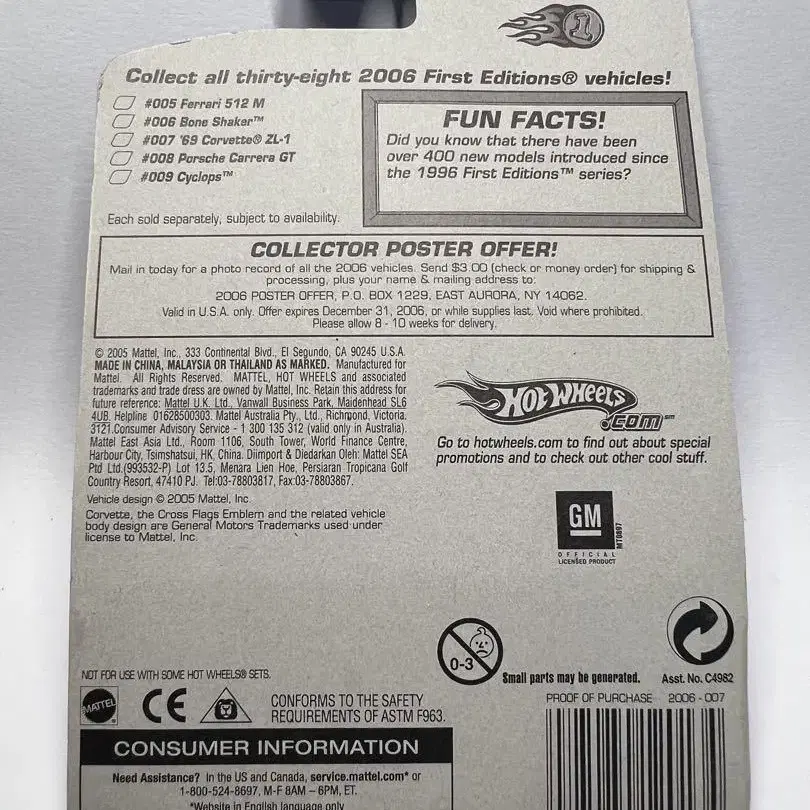 1
Collect all thirty-eight 2006 First Editions® vehicles!
#005 Ferrari 512 M
#006 Bone Shaker™
#007 '69 Corvette® ZL-1
#008 Porsche Carrera GT
#009 Cyclops™
Each sold separately, subject to availability.
FUN FACTS!
Did you know that there have been
over 400 new models introduced since
the 1996 First Editions™ series?
COLLECTOR POSTER OFFER!
Mail in today for a photo record of all the 2006 vehicles. Send $3.00 (check or money order) for shipping &
processing, plus your name & mailing address to:
2006 POSTER OFFER, P.O. BOX 1229, EAST AURORA, NY 14062.
Valid in U.S.A. only. Offer expires December 31, 2006, or while supplies last. Void where prohibited.
Please allow 8 - 10 weeks for delivery.
© 2005 Mattel, Inc., 333 Continental Blvd., El Segundo, CA 90245 U.S.A.
MADE IN CHINA, MALAYSIA OR THAILAND AS MARKED. Manufactured for
Mattel. All Rights Reserved. MATTEL, HOT WHEELS and associated
trademarks and trade dress are owned by Mattel, Inc. Retain this address for
future reference: Mattel U.K. Ltd., Vanwall Business Park, Maidenhead SL6
4UB. Helpline 01628500303. Mattel Australia Pty., Ltd., Richmond, Victoria.
3121.Consumer Advisory Service - 1 300 135 312 (valid only in Australia).
Mattel East Asia Ltd., Room 1106, South Tower, World Finance Centre,
Harbour City, Tsimshatsui, HK, China. Diimport & Diedarkan Oleh: Mattel SEA
Ptd Ltd.(993532-P) Lot 13.5, Menara Lien Hoe, Persiaran Tropicana Golf
Country Resort, 47410 PJ. Tel:03-78803817, Fax:03-78803867.
Vehicle design © 2005 Mattel, Inc.
Corvette, the Cross Flags Emblem and the related vehicle
body design are General Motors Trademarks used under
license to Mattel, Inc.
HOT WHEELS
.COM℠
Go to hotwheels.com to find out about special
promotions and to check out other cool stuff.
GM
OFFICIAL
LICENSED PRODUCT
MT0897
0-3
Small parts may be generated.
Asst. No. C4982
NOT FOR USE WITH SOME HOT WHEELS® SETS.
MATTEL
CE
CONFORMS TO THE SAFETY
REQUIREMENTS OF ASTM F963.
PROOF OF PURCHASE 2006 - 007
CONSUMER INFORMATION
Need Assistance? In the US and Canada, service.mattel.com* or
1-800-524-8697, M-F 8AM – 6PM, ET.
*Website in English language only